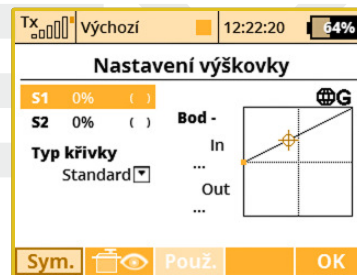 Tx Výchozí 12:22:20 64%
Nastavení výškovky
S1 0% ( )
S2 0% ( )
Typ křivky
Standard
Bod -
In
...
Out
...
G
Sym. Použ. OK